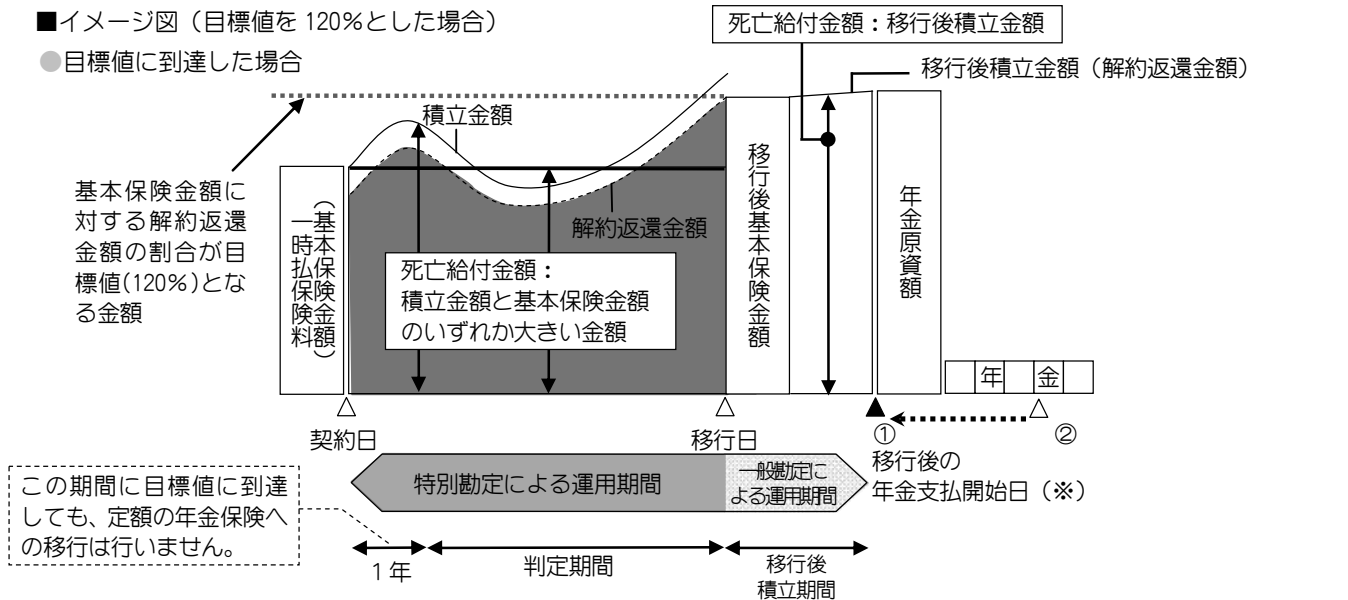 ■イメージ図（目標値を120％とした場合）
●目標値に到達した場合
死亡給付金額：移行後積立金額
移行後積立金額（解約返還金額）
積立金額
基本保険金額に
対する解約返還
金額の割合が目
標値(120％)とな
る金額
一時払保険料
（基本保険金額）
解約返還金額
死亡給付金額：
積立金額と基本保険金額
のいずれか大きい金額
移行後基本保険金額
年金原資額
年金
契約日
移行日
①
②
移行後の
年金支払開始日（※）
特別勘定による運用期間
一般勘定に
よる運用期間
この期間に目標値に到達
しても、定額の年金保険へ
の移行は行いません。
1年
判定期間
移行後
積立期間